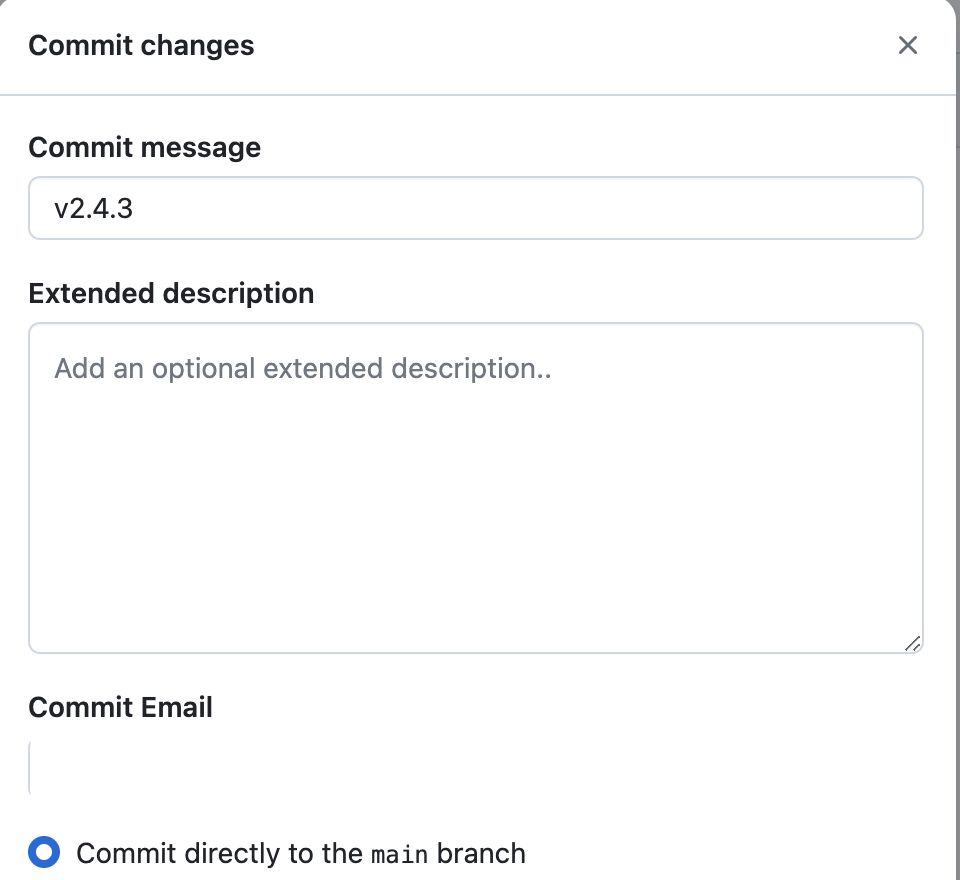 Commit changes
Commit message
v2.4.3
Extended description
Add an optional extended description..
Commit Email
Commit directly to the main branch